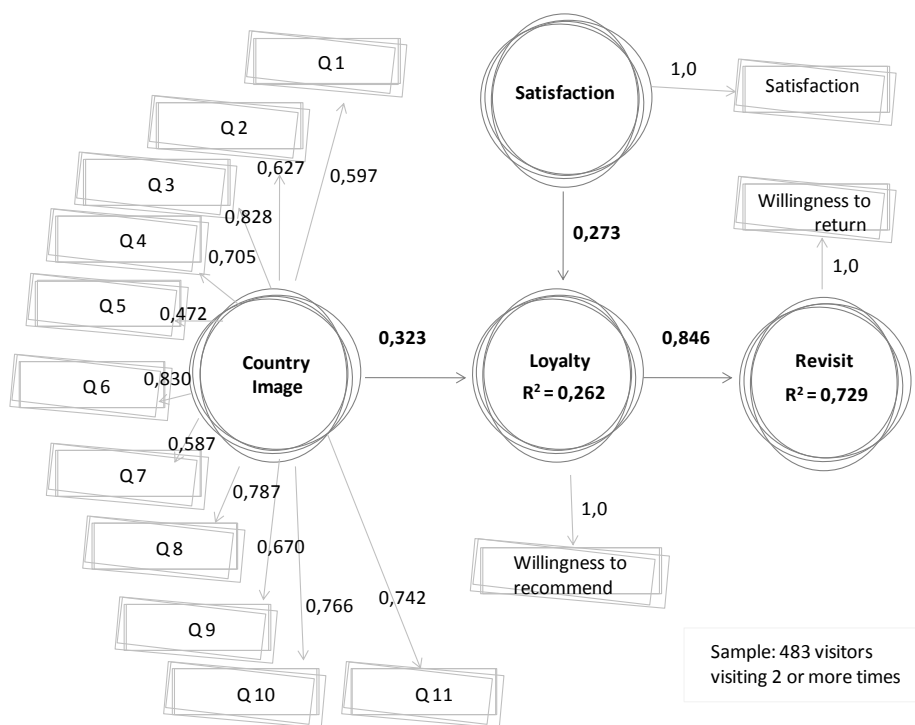 Q 1
Q 2
Q 3
Q 4
Q 5
Q 6
Q 7
Q 8
Q 9
Q 10
Q 11
0,597
0,627
0,828
0,705
0,472
0,830
0,587
0,787
0,670
0,766
0,742
Country
Image
0,323
Satisfaction
1,0
Satisfaction
0,273
Loyalty
R² = 0,262
1,0
Willingness to
recommend
0,846
Revisit
R² = 0,729
1,0
Willingness to
return
Sample: 483 visitors
visiting 2 or more times